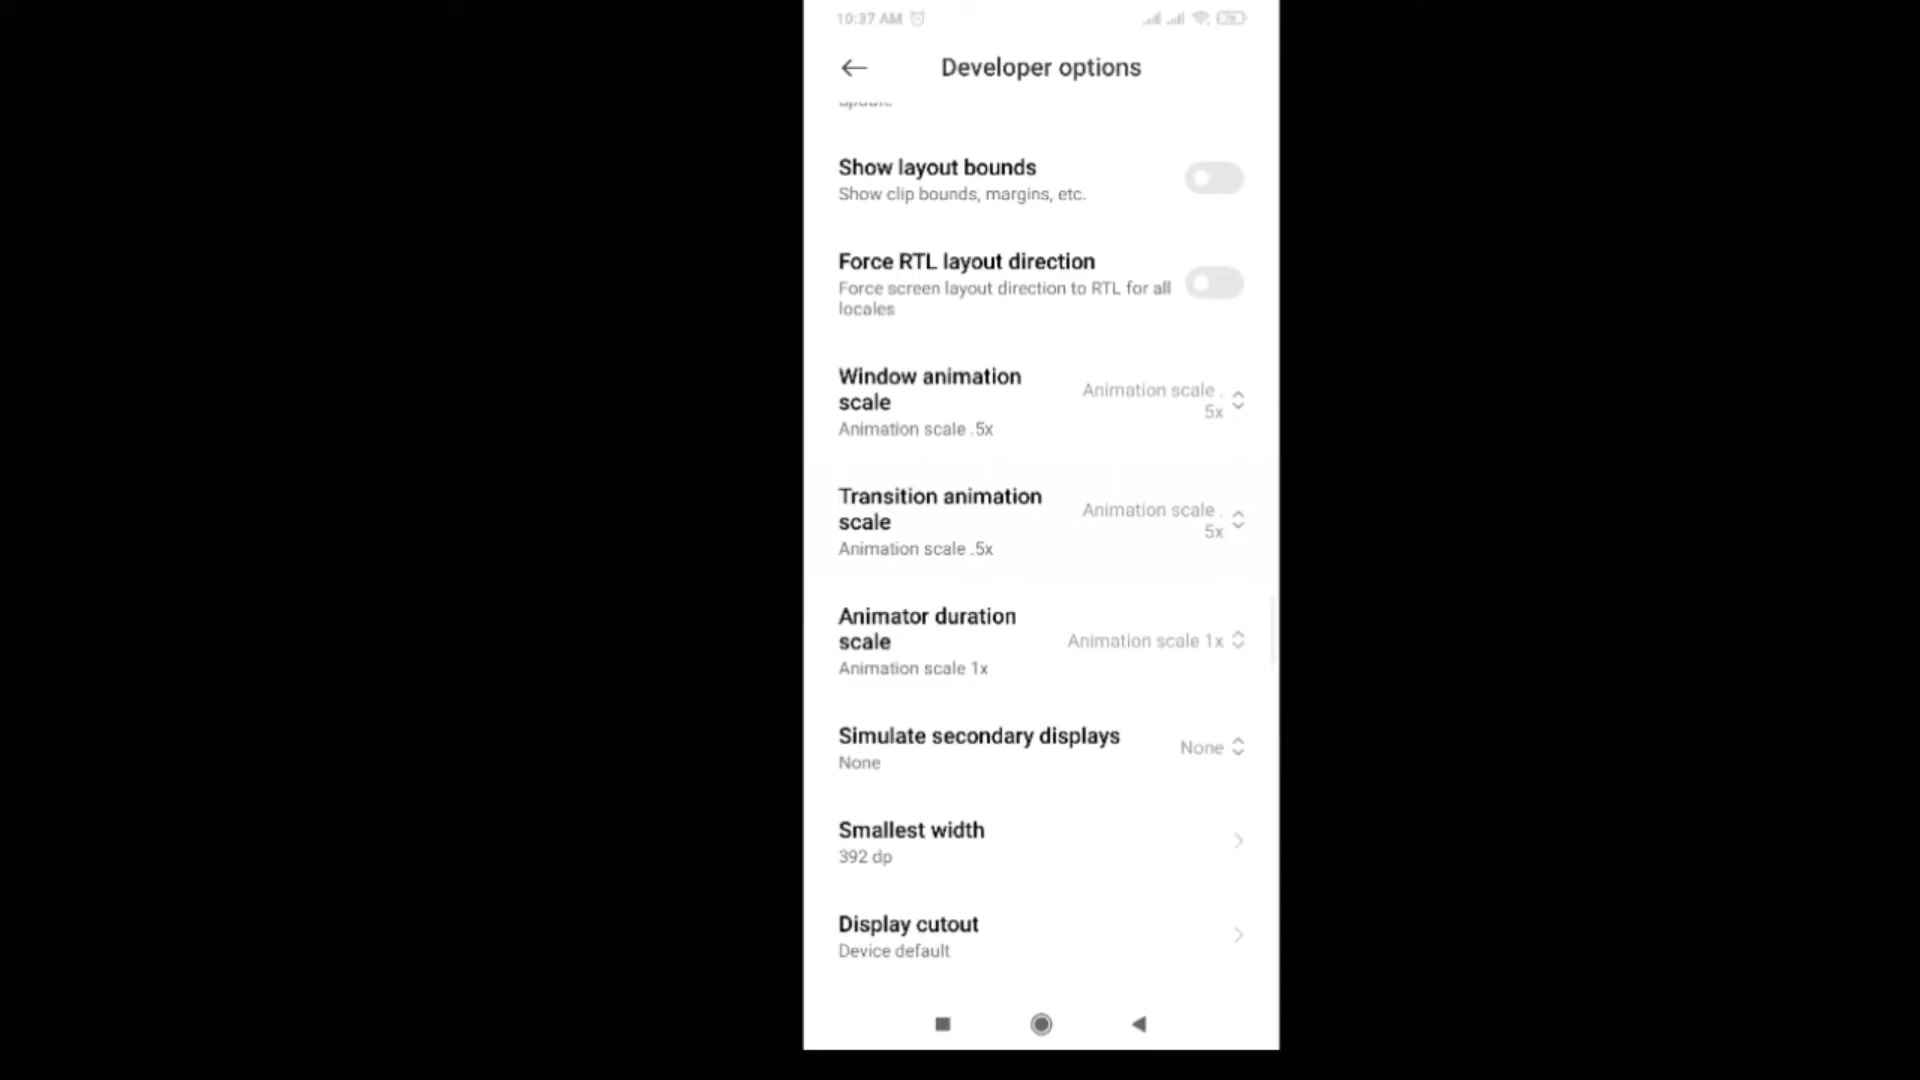 10:37 AM
Developer options
update
Show layout bounds
Show clip bounds, margins, etc.
Force RTL layout direction
Force screen layout direction to RTL for all
locales
Window animation
scale
Animation scale .5x
Animation scale .
5x
Transition animation
scale
Animation scale .5x
Animation scale .
5x
Animator duration
scale
Animation scale 1x
Animation scale 1x
Simulate secondary displays
None
None
Smallest width
392 dp
Display cutout
Device default